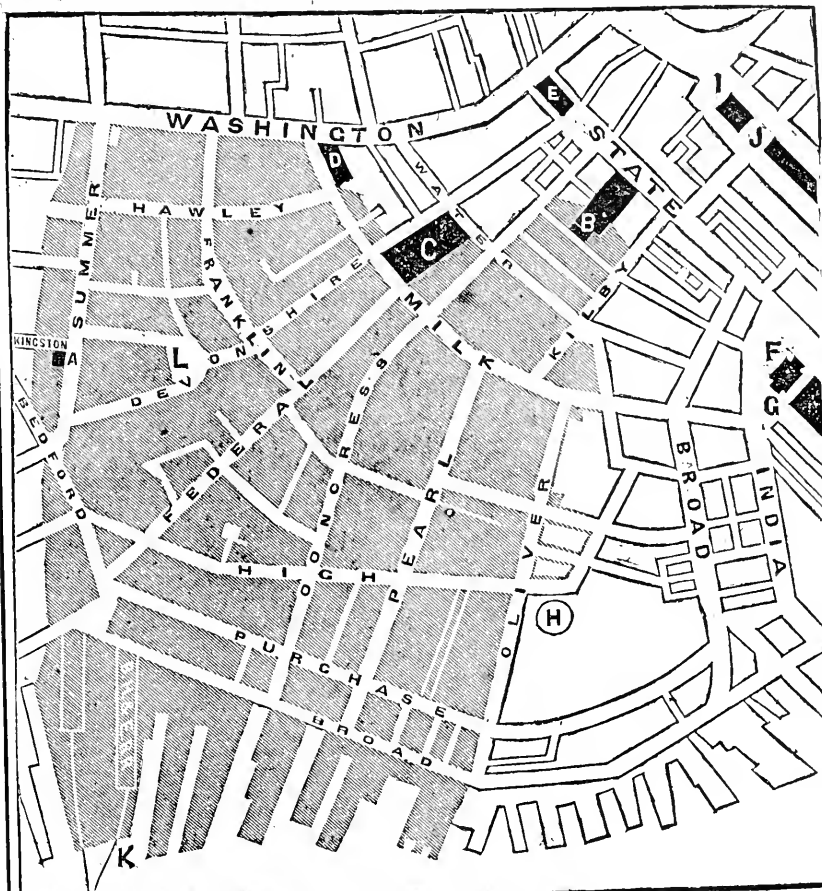 WASHINGTON
STATE
WATER
HAWLEY
SUMMER
FRANKLIN
DEVONSHIRE
MILK
KILBY
KINGSTON
BEDFORD
FEDERAL
CONGRESS
PEARL
OLIVER
BROAD
INDIA
HIGH
PURCHASE
BROAD
A
B
C
D
E
F
G
H
I
J
K
L